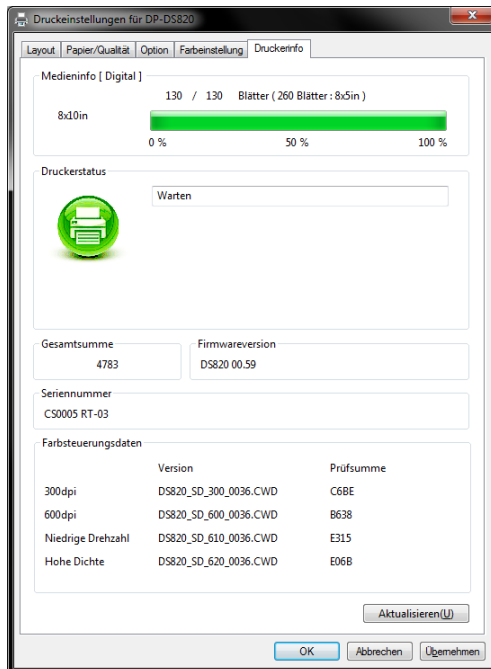 Druckeinstellungen für DP-DS820
Layout Papier/Qualität Option Farbeinstellung Druckerinfo
Medieninfo [ Digital ]
130 / 130 Blätter ( 260 Blätter : 8x5in )
8x10in
0 % 50 % 100 %
Druckerstatus
Warten
Gesamtsumme Firmwareversion
4783 DS820 00.59
Seriennummer
CS0005 RT-03
Farbsteuerungsdaten
Version Prüfsumme
300dpi DS820_SD_300_0036.CWD C6BE
600dpi DS820_SD_600_0036.CWD B638
Niedrige Drehzahl DS820_SD_610_0036.CWD E315
Hohe Dichte DS820_SD_620_0036.CWD E06B
Aktualisieren(U)
OK Abbrechen Übernehmen